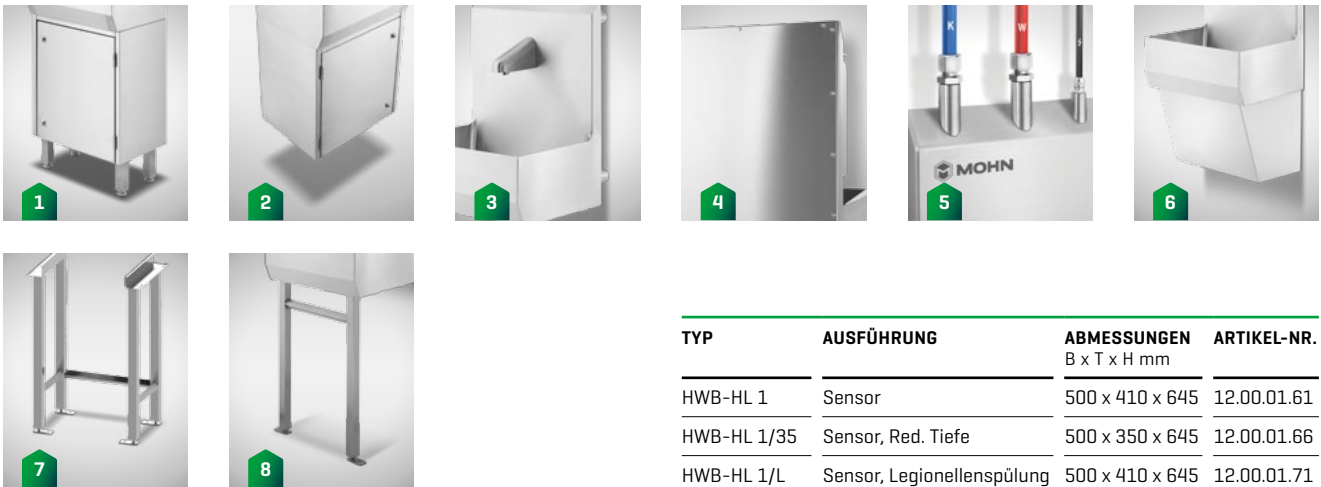 1
2
3
4
K
W
MOHN
5
6
7
8
TYP AUSFÜHRUNG ABMESSUNGEN ARTIKEL-NR.
B x T x H mm
HWB-HL 1 Sensor 500 x 410 x 645 12.00.01.61
HWB-HL 1/35 Sensor, Red. Tiefe 500 x 350 x 645 12.00.01.66
HWB-HL 1/L Sensor, Legionellenspülung 500 x 410 x 645 12.00.01.71